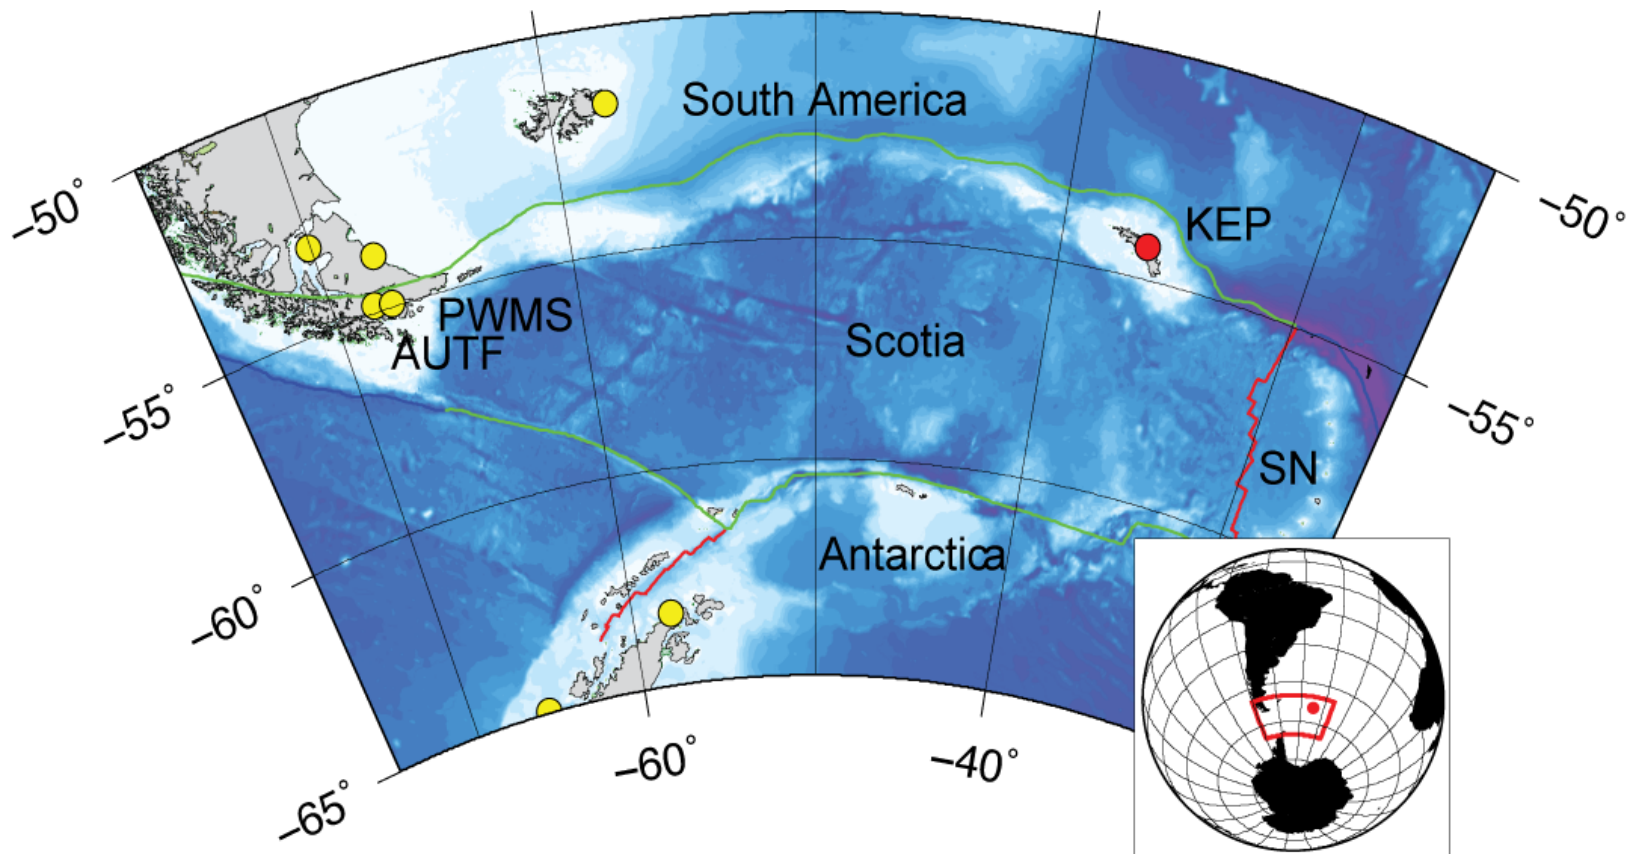 South America
−50°
−50°
KEP
PWMS
Scotia
AUTF
−55°
−55°
SN
Antarctica
−60°
−60°
−40°
−65°